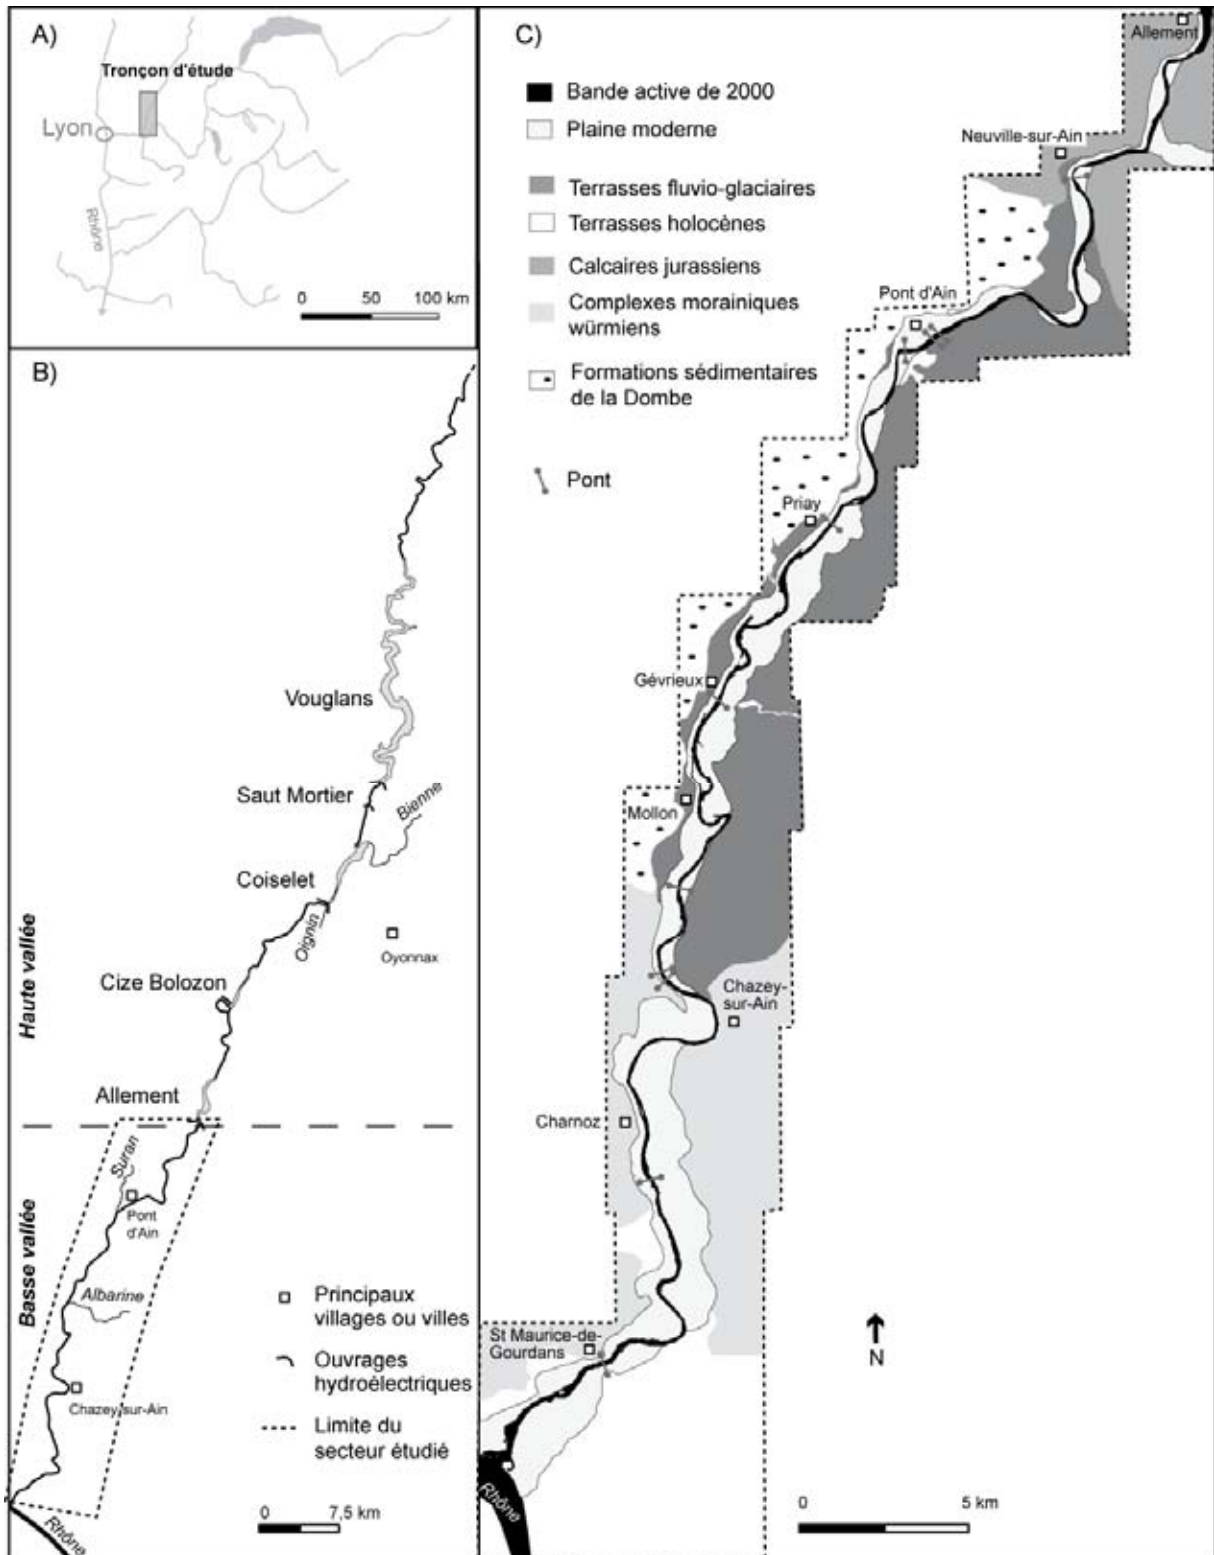 A)
Tronçon d'étude
Lyon
Rhône
0 50 100 km
B)
Vouglans
Saut Mortier
Bienne
Coiselet
Oignin
Oyonnax
Cize Bolozon
Haute vallée
Allement
Basse vallée
Suran
Pont
d'Ain
Albarine
Chazey-sur-Ain
Principaux
villages ou villes
Ouvrages
hydroélectriques
Limite du
secteur étudié
0 7,5 km
Rhône
C)
Bande active de 2000
Plaine moderne
Terrasses fluvio-glaciaires
Terrasses holocènes
Calcaires jurassiens
Complexes morainiques
würmiens
Formations sédimentaires
de la Dombe
Pont
Allement
Neuville-sur-Ain
Pont d'Ain
Priay
Gévrieux
Mollon
Chazey-
sur-Ain
Charnoz
St Maurice-de-
Gourdans
N
Rhône
0 5 km